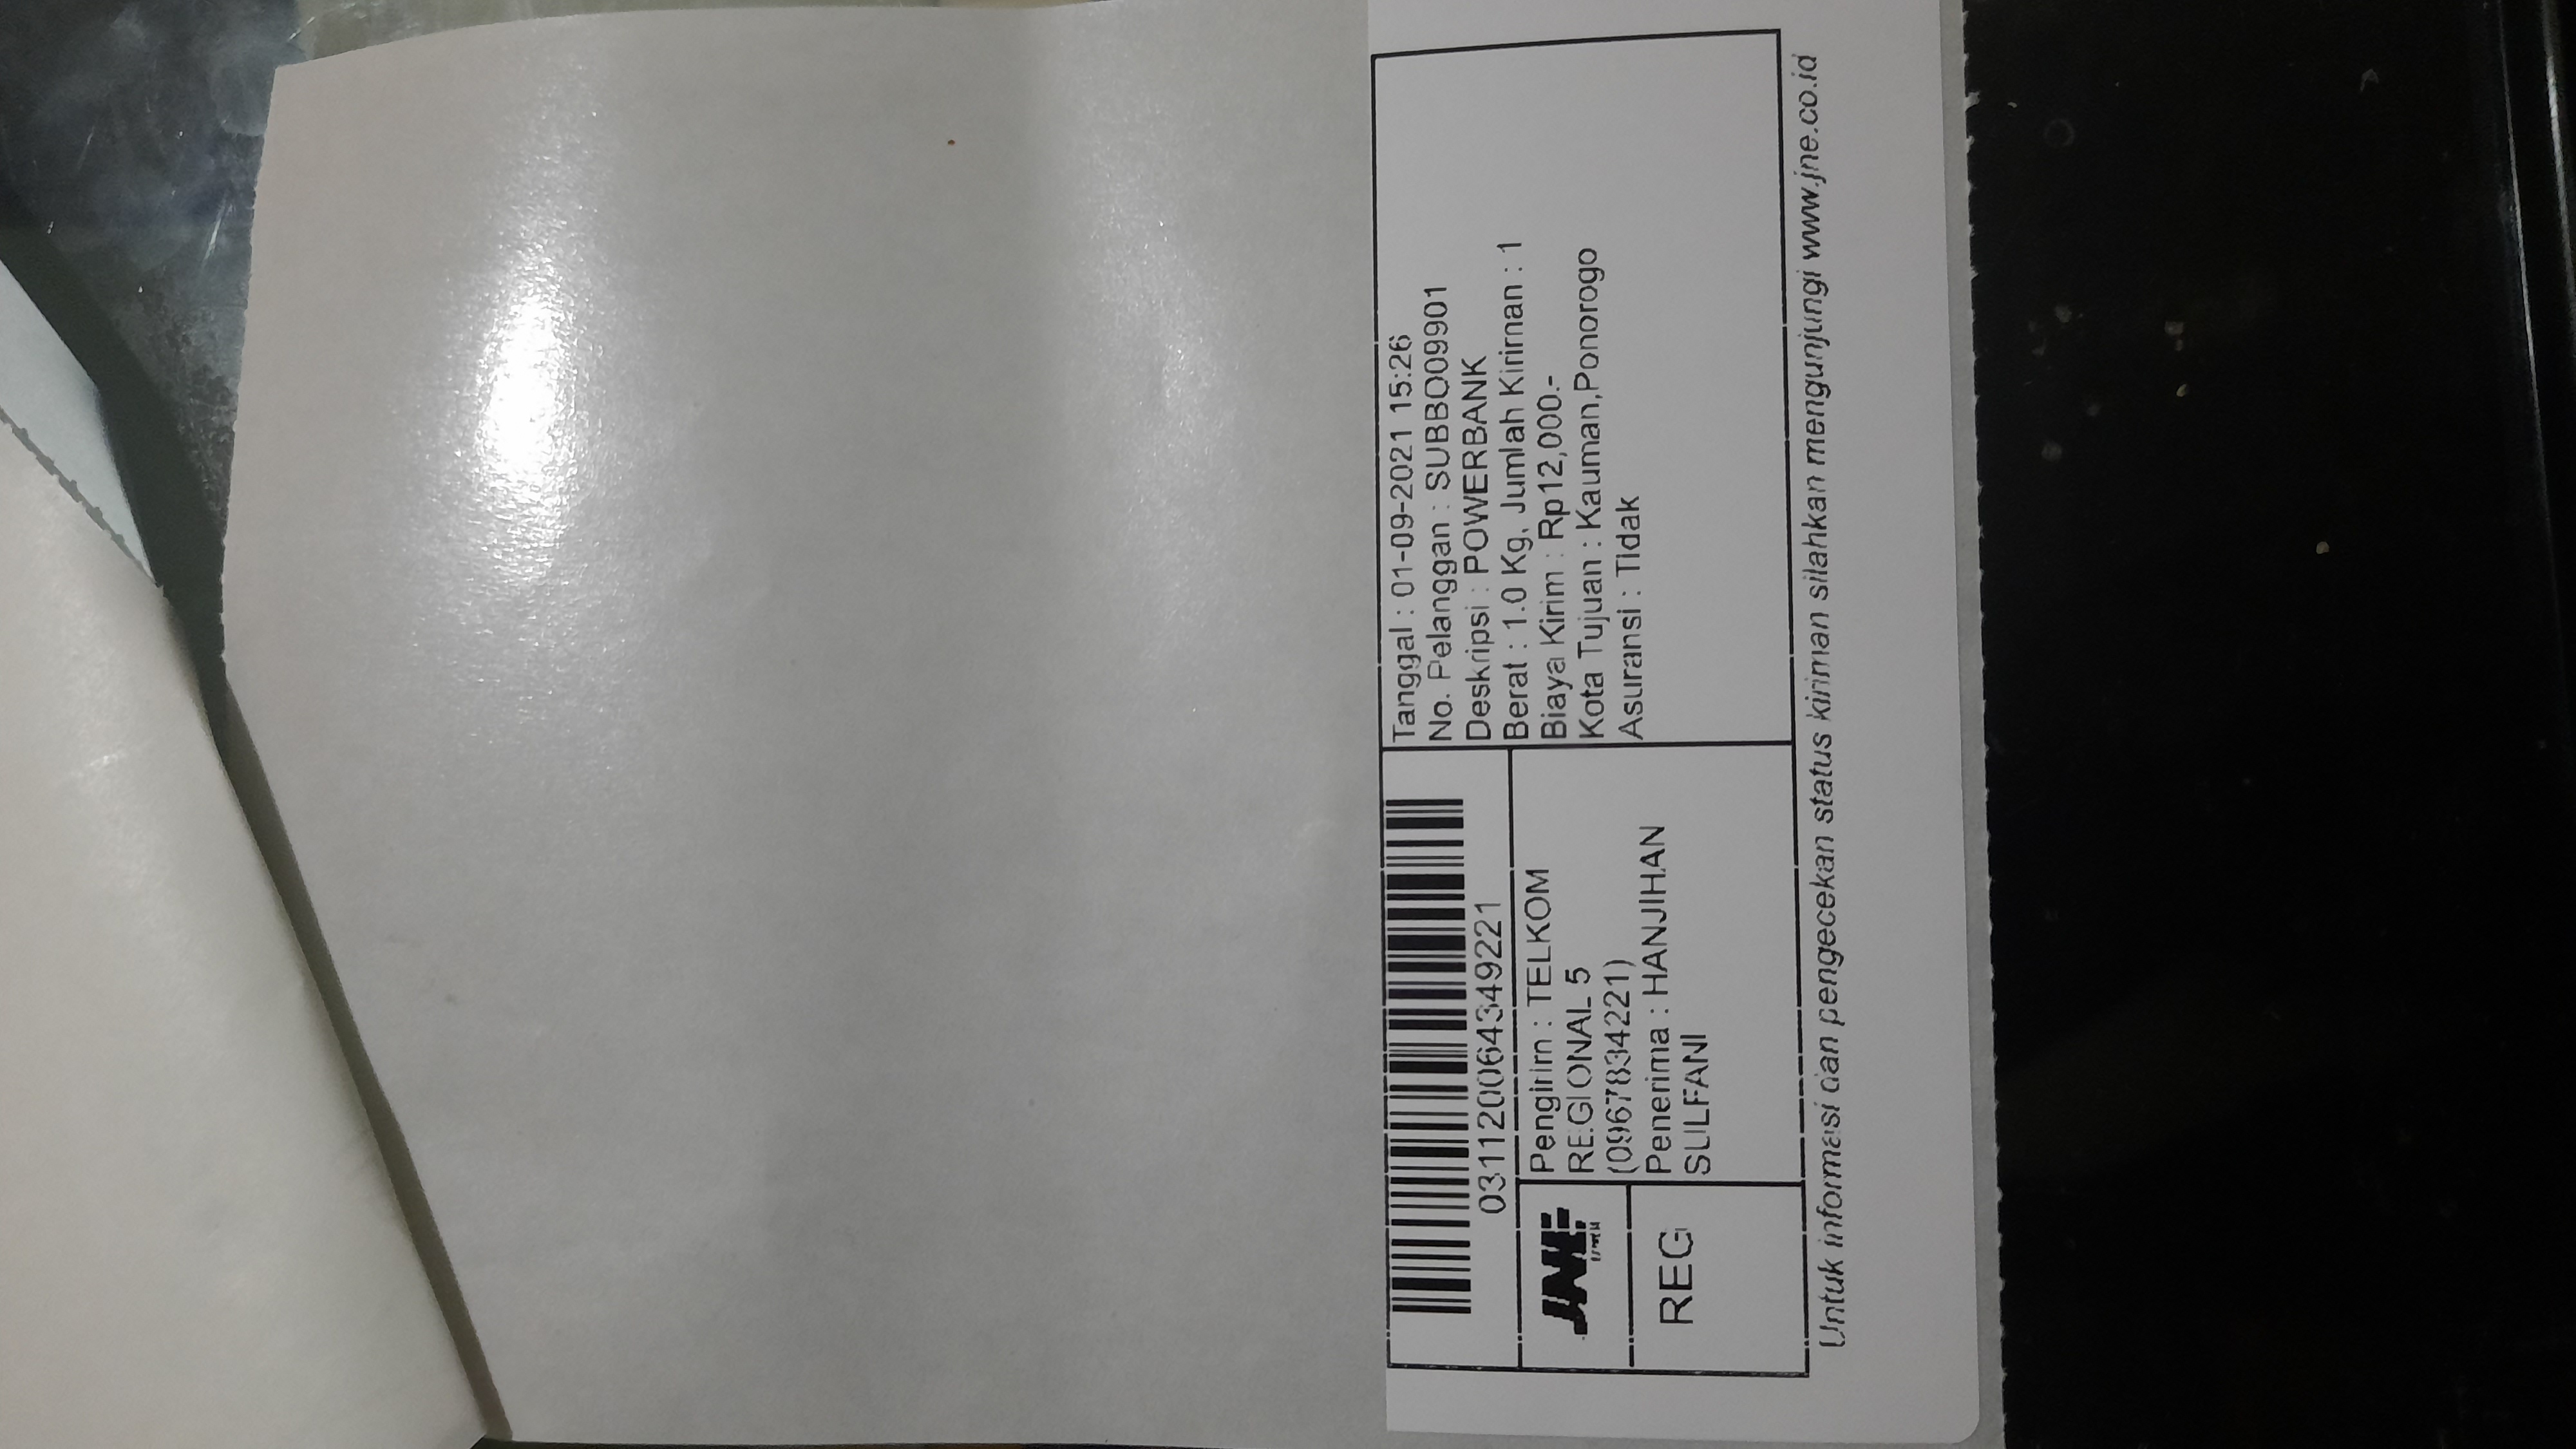 031120064349221
JNE
REG
Pengirim : TELKOM
REGIONAL 5
(0967834221)
Penerima : HANJIHAN
SULFANI
Tanggal : 01-09-2021 15:26
No. Pelanggan : SUBBO09901
Deskripsi : POWERBANK
Berat : 1.0 Kg, Jumlah Kiriman : 1
Biaya Kirim : Rp12,000.-
Kota Tujuan : Kauman,Ponorogo
Asuransi : Tidak
Untuk informasi dan pengecekan status kiriman silahkan mengunjungi www.jne.co.id